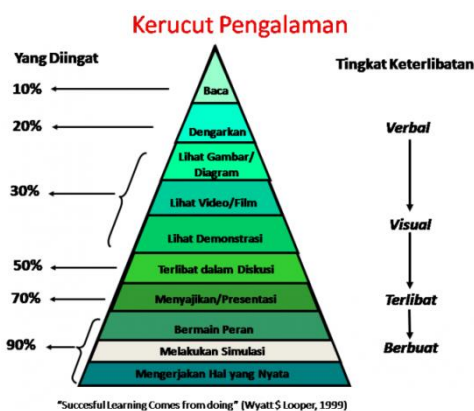 Kerucut Pengalaman
Yang Diingat
Tingkat Keterlibatan
10%
Baca
20%
Dengarkan
Verbal
Lihat Gambar/
Diagram
30%
Lihat Video/Film
Visual
Lihat Demonstrasi
50%
Terlibat dalam Diskusi
70%
Menyajikan/Presentasi
Terlibat
Bermain Peran
90%
Melakukan Simulasi
Berbuat
Mengerjakan Hal yang Nyata
"Succesful Learning Comes from doing" (Wyatt $ Looper, 1999)